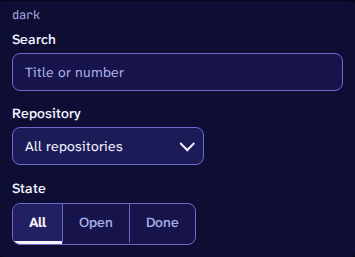 dark
Search
Title or number
Repository
All repositories
State
All Open Done